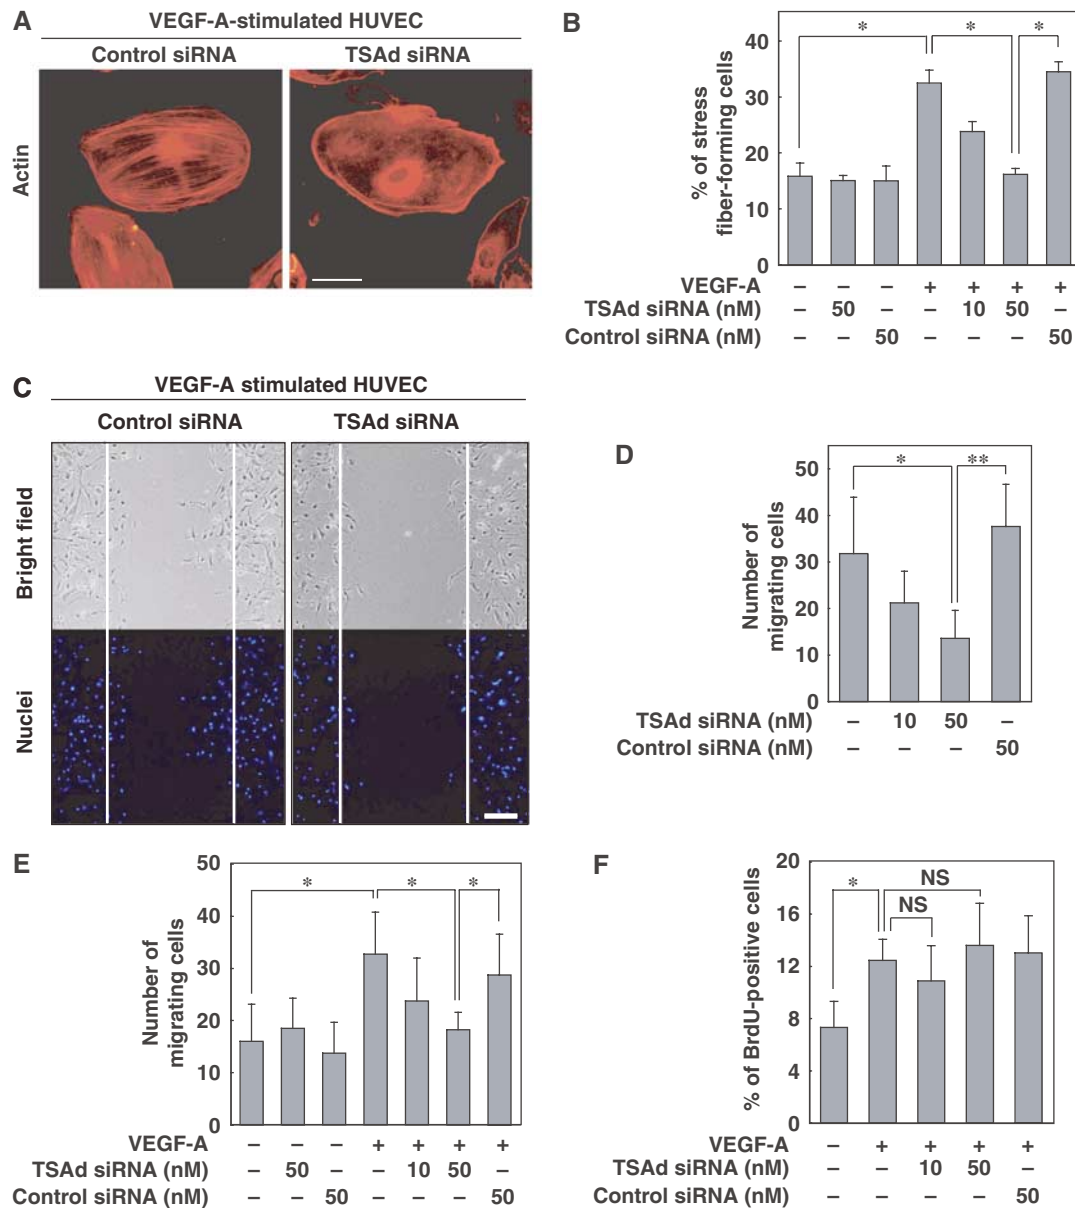 A
VEGF-A-stimulated HUVEC
Control siRNA TSAd siRNA
Actin
B
% of stress
fiber-forming cells
40
30
20
10
0
* * *
VEGF-A – – – + + + +
TSAd siRNA (nM) – 50 – – 10 50 –
Control siRNA (nM) – – 50 – – – 50
C
VEGF-A stimulated HUVEC
Control siRNA TSAd siRNA
Bright field
Nuclei
D
Number of
migrating cells
50
40
30
20
10
0
* **
TSAd siRNA (nM) – 10 50 –
Control siRNA (nM) – – – 50
E
Number of
migrating cells
50
40
30
20
10
0
* * *
VEGF-A – – – + + + +
TSAd siRNA (nM) – 50 – – 10 50 –
Control siRNA (nM) – – 50 – – – 50
F
% of BrdU-positive cells
20
16
12
8
4
0
* NS
NS
VEGF-A – + + + +
TSAd siRNA (nM) – – 10 50 –
Control siRNA (nM) – – – – 50